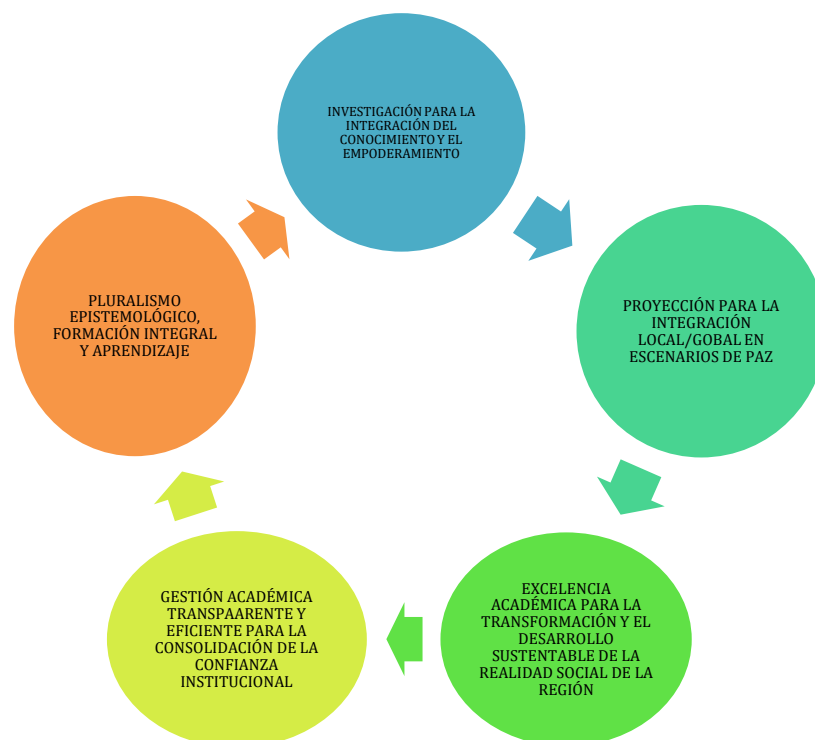 INVESTIGACIÓN PARA LA
INTEGRACIÓN DEL
CONOCIMIENTO Y EL
EMPODERAMIENTO
PROYECCIÓN PARA LA
INTEGRACIÓN
LOCAL/GOBAL EN
ESCENARIOS DE PAZ
EXCELENCIA
ACADÉMICA PARA LA
TRANSFORMACIÓN Y EL
DESARROLLO
SUSTENTABLE DE LA
REALIDAD SOCIAL DE LA
REGIÓN
GESTIÓN ACADÉMICA
TRANSPAARENTE Y
EFICIENTE PARA LA
CONSOLIDACIÓN DE LA
CONFIANZA
INSTITUCIONAL
PLURALISMO
EPISTEMOLÓGICO,
FORMACIÓN INTEGRAL
Y APRENDIZAJE